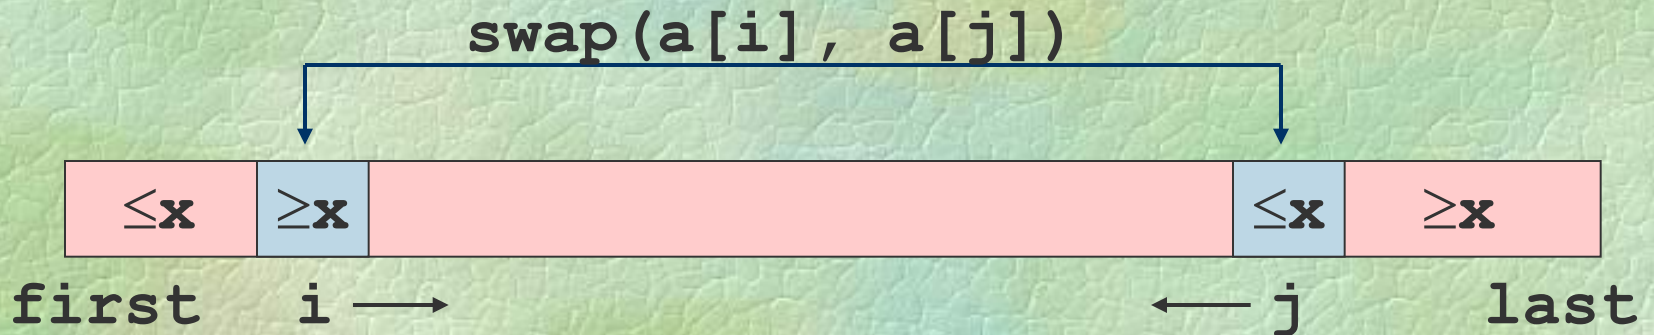 swap(a[i], a[j])
≤x ≥x ≤x ≥x
first i j last